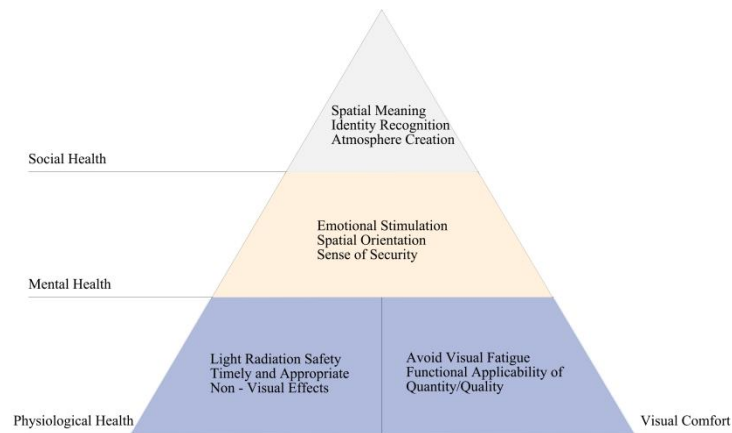 Spatial Meaning
Identity Recognition
Atmosphere Creation
Social Health
Emotional Stimulation
Spatial Orientation
Sense of Security
Mental Health
Light Radiation Safety
Timely and Appropriate
Non - Visual Effects
Avoid Visual Fatigue
Functional Applicability of
Quantity/Quality
Physiological Health
Visual Comfort